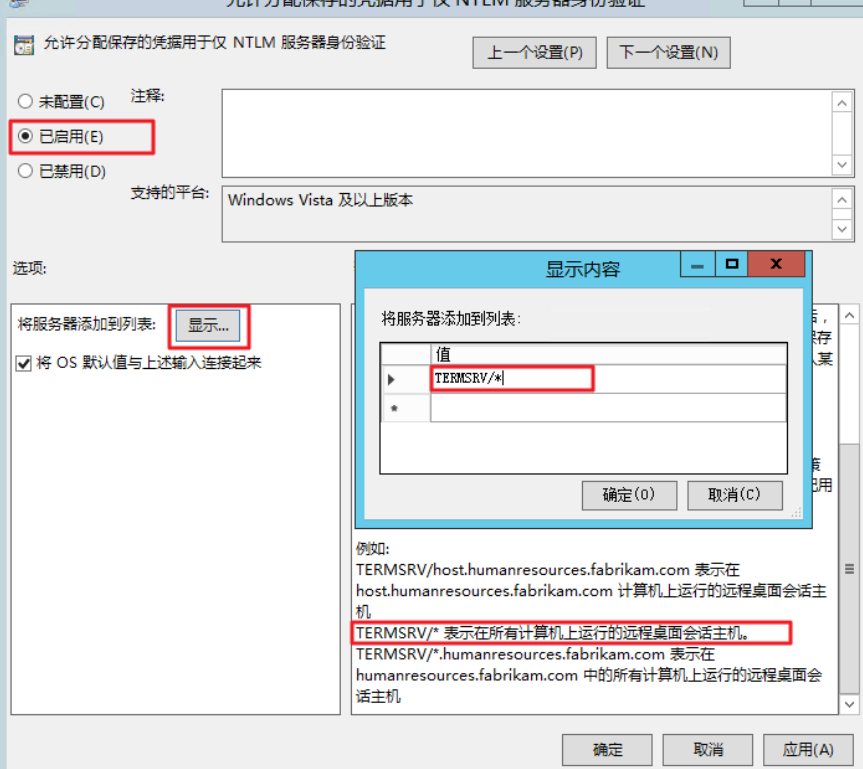 允许分配保存的凭据用于仅 NTLM 服务器身份验证
允许分配保存的凭据用于仅 NTLM 服务器身份验证
上一个设置(P)
下一个设置(N)
未配置(C)
注释:
已启用(E)
已禁用(D)
支持的平台:
Windows Vista 及以上版本
选项:
显示内容
将服务器添加到列表:
显示...
将 OS 默认值与上述输入连接起来
将服务器添加到列表:
值
TERMSRV/*
*
确定(O)
取消(C)
后，
保存
某
策
用
例如:
TERMSRV/host.humanresources.fabrikam.com 表示在
host.humanresources.fabrikam.com 计算机上运行的远程桌面会话主
机
TERMSRV/* 表示在所有计算机上运行的远程桌面会话主机。
TERMSRV/*.humanresources.fabrikam.com 表示在
humanresources.fabrikam.com 中的所有计算机上运行的远程桌面会
话主机
确定
取消
应用(A)